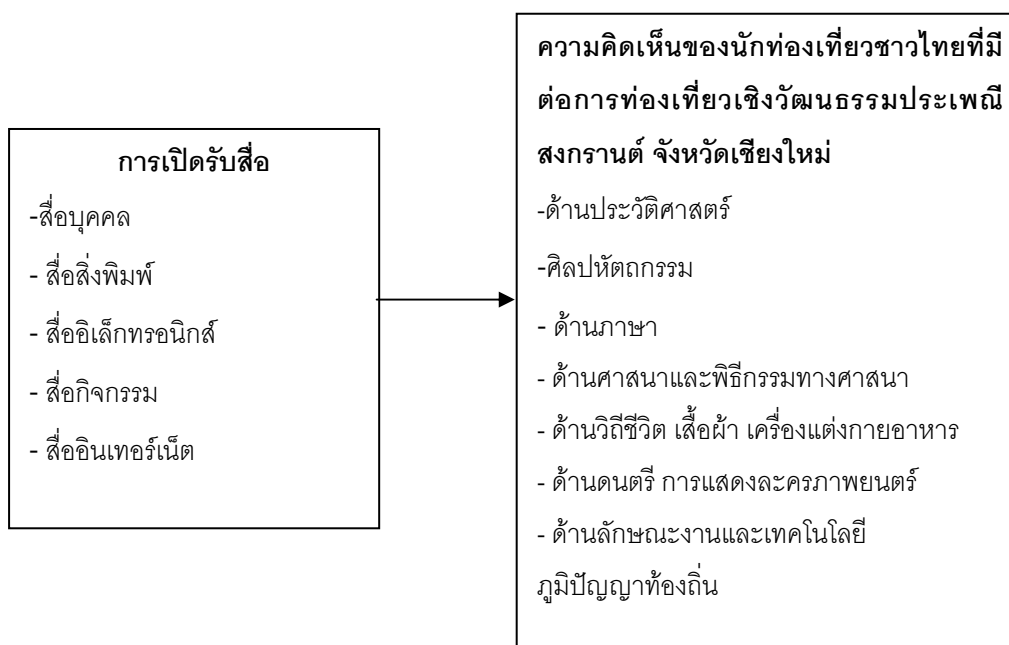 การเปิดรับสื่อ
-สื่อบุคคล
- สื่อสิ่งพิมพ์
- สื่ออิเล็กทรอนิกส์
- สื่อกิจกรรม
- สื่ออินเทอร์เน็ต
ความคิดเห็นของนักท่องเที่ยวชาวไทยที่มี
ต่อการท่องเที่ยวเชิงวัฒนธรรมประเพณี
สงกรานต์ จังหวัดเชียงใหม่
-ด้านประวัติศาสตร์
-ศิลปหัตถกรรม
- ด้านภาษา
- ด้านศาสนาและพิธีกรรมทางศาสนา
- ด้านวิถีชีวิต เสื้อผ้า เครื่องแต่งกายอาหาร
- ด้านดนตรี การแสดงละครภาพยนตร์
- ด้านลักษณะงานและเทคโนโลยี
ภูมิปัญญาท้องถิ่น